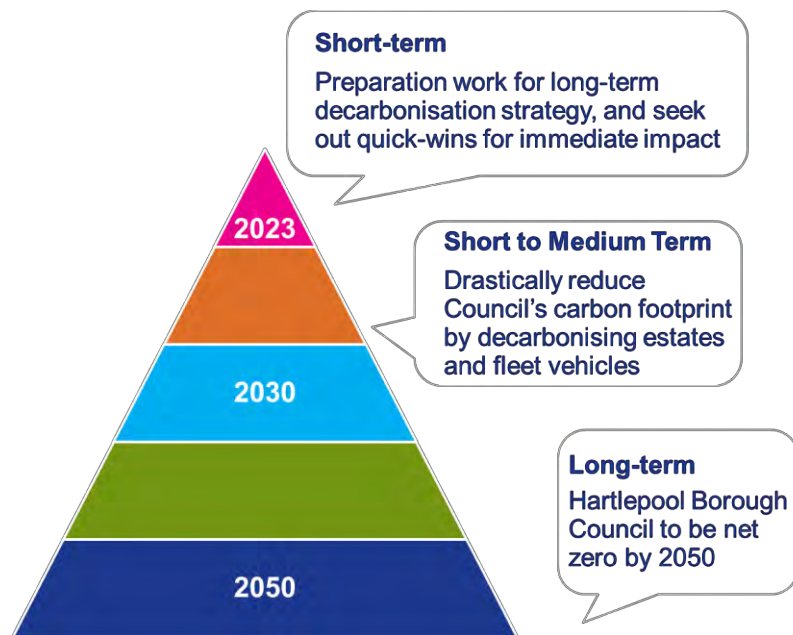 Short-term
Preparation work for long-term
decarbonisation strategy, and seek
out quick-wins for immediate impact
2023
Short to Medium Term
Drastically reduce
Council's carbon footprint
by decarbonising estates
and fleet vehicles
2030
Long-term
Hartlepool Borough
Council to be net
zero by 2050
2050